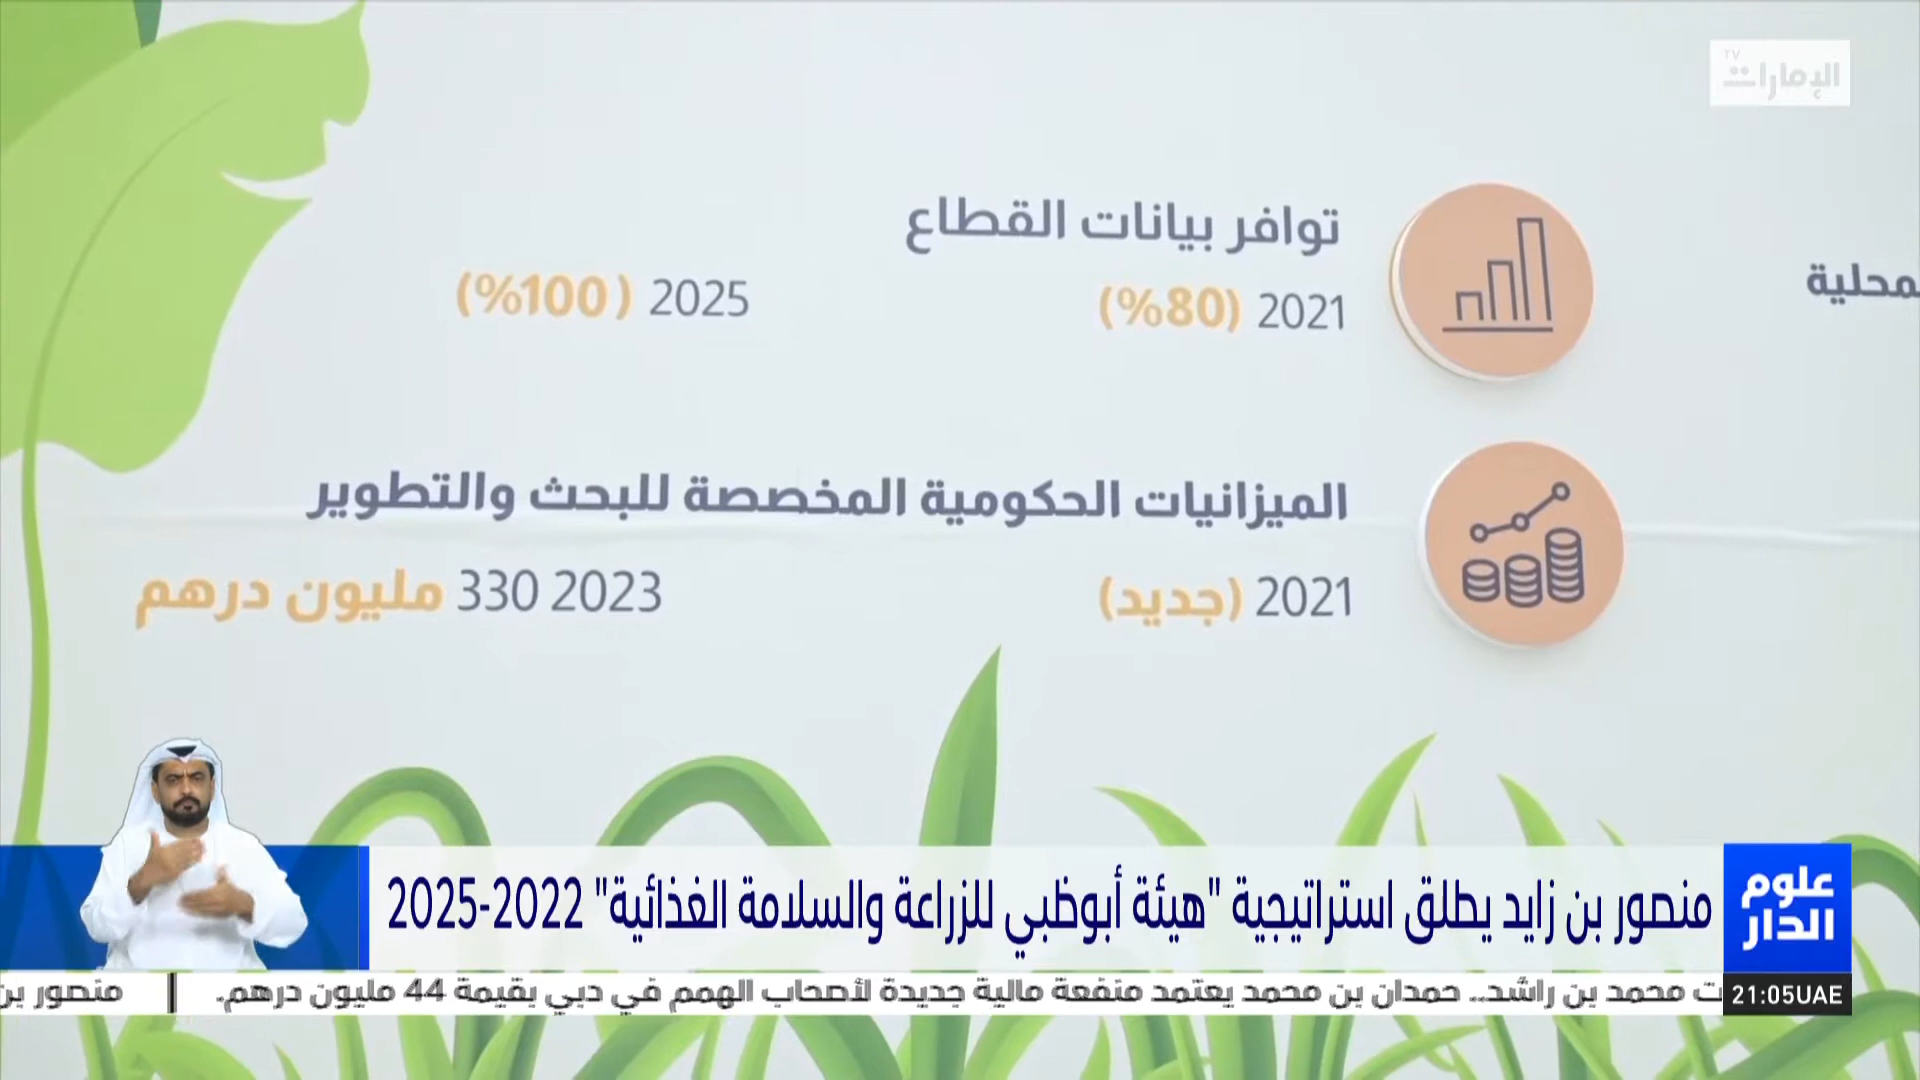 الإمارات
TV
توافر بيانات القطاع
2021 (80%)
2025 (100%)
الميزانيات الحكومية المخصصة للبحث والتطوير
2021 (جديد)
2023 330 مليون درهم
علوم
الدار
منصور بن زايد يطلق استراتيجية "هيئة أبوظبي للزراعة والسلامة الغذائية" 2022-2025
محمد بن راشد.. حمدان بن محمد يعتمد منفعة مالية جديدة لأصحاب الهمم في دبي بقيمة 44 مليون درهم. | منصور بن
21:05UAE